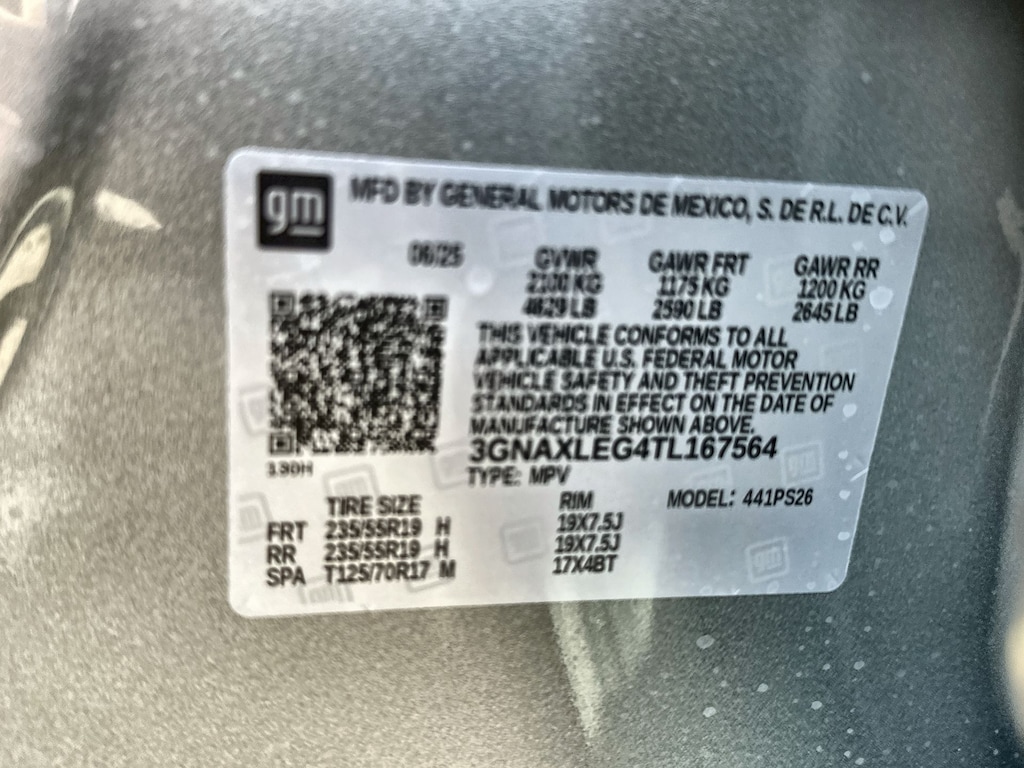 gm
MFD BY GENERAL MOTORS DE MEXICO, S. DE R.L. DE C.V.
06/25 GVWR GAWR FRT GAWR RR
2100 KG 1175 KG 1200 KG
4629 LB 2590 LB 2645 LB
THIS VEHICLE CONFORMS TO ALL
APPLICABLE U.S. FEDERAL MOTOR
VEHICLE SAFETY AND THEFT PREVENTION
STANDARDS IN EFFECT ON THE DATE OF
MANUFACTURE SHOWN ABOVE.
3GNAXLEG4TL167564
TYPE: MPV
TIRE SIZE RIM MODEL: 441PS26
FRT 235/55R19 H 19X7.5J
RR 235/55R19 H 19X7.5J
SPA T125/70R17 M 17X4BT